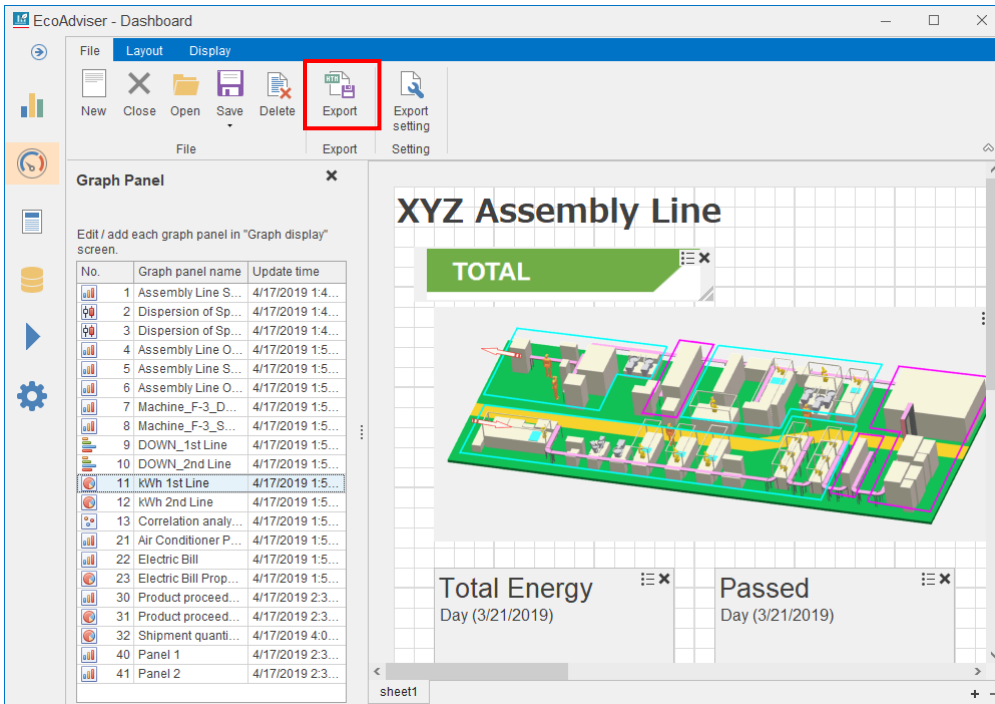 EcoAdviser - Dashboard
File Layout Display
New Close Open Save Delete Export Export setting
File Export Setting
Graph Panel
Edit / add each graph panel in "Graph display"
screen.
No. Graph panel name Update time
1 Assembly Line S... 4/17/2019 1:4...
2 Dispersion of Sp... 4/17/2019 1:4...
3 Dispersion of Sp... 4/17/2019 1:4...
4 Assembly Line O... 4/17/2019 1:5...
5 Assembly Line S... 4/17/2019 1:5...
6 Assembly Line O... 4/17/2019 1:5...
7 Machine_F-3_D... 4/17/2019 1:5...
8 Machine_F-3_S... 4/17/2019 1:5...
9 DOWN_1st Line 4/17/2019 1:5...
10 DOWN_2nd Line 4/17/2019 1:5...
11 kWh 1st Line 4/17/2019 1:5...
12 kWh 2nd Line 4/17/2019 1:5...
13 Correlation analy... 4/17/2019 1:5...
21 Air Conditioner P... 4/17/2019 1:5...
22 Electric Bill 4/17/2019 1:5...
23 Electric Bill Prop... 4/17/2019 1:5...
30 Product proceed... 4/17/2019 2:3...
31 Product proceed... 4/17/2019 2:3...
32 Shipment quanti... 4/17/2019 4:0...
40 Panel 1 4/17/2019 2:3...
41 Panel 2 4/17/2019 2:3...
XYZ Assembly Line
TOTAL
Total Energy
Day (3/21/2019)
Passed
Day (3/21/2019)
sheet1